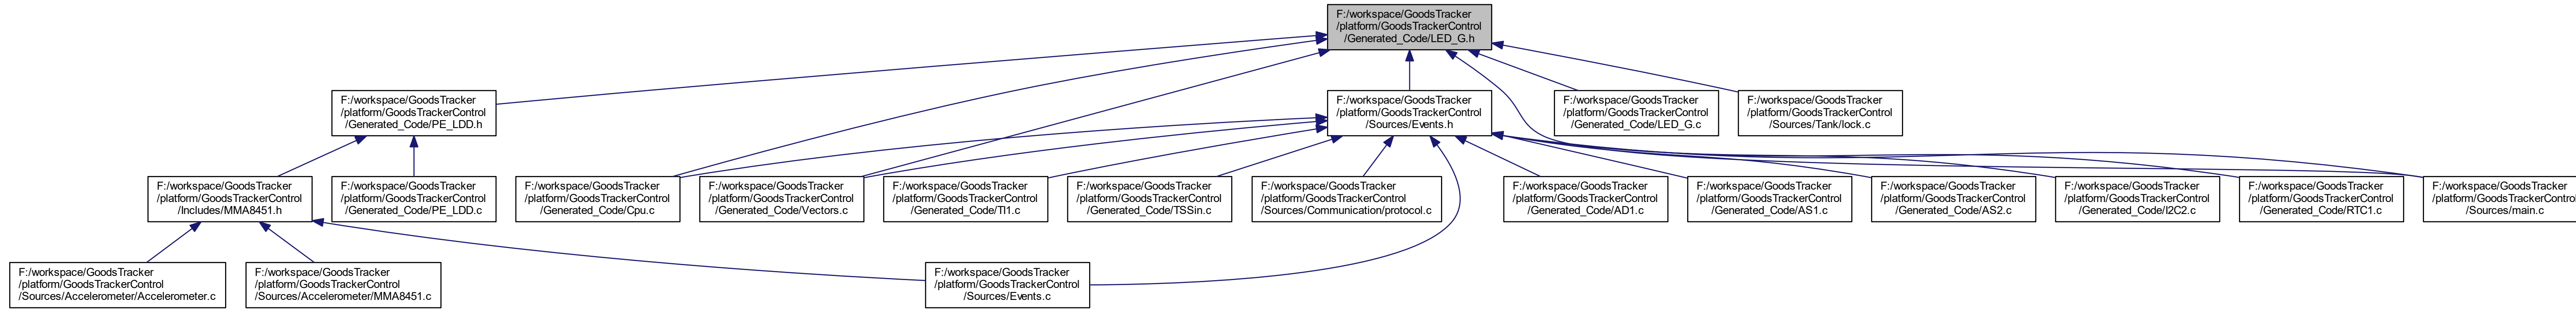 F:/workspace/GoodsTracker
/platform/GoodsTrackerControl
/Generated_Code/LED_G.h
F:/workspace/GoodsTracker
/platform/GoodsTrackerControl
/Generated_Code/PE_LDD.h
F:/workspace/GoodsTracker
/platform/GoodsTrackerControl
/Sources/Events.h
F:/workspace/GoodsTracker
/platform/GoodsTrackerControl
/Generated_Code/LED_G.c
F:/workspace/GoodsTracker
/platform/GoodsTrackerControl
/Sources/Tank/lock.c
F:/workspace/GoodsTracker
/platform/GoodsTrackerControl
/Includes/MMA8451.h
F:/workspace/GoodsTracker
/platform/GoodsTrackerControl
/Generated_Code/PE_LDD.c
F:/workspace/GoodsTracker
/platform/GoodsTrackerControl
/Generated_Code/Cpu.c
F:/workspace/GoodsTracker
/platform/GoodsTrackerControl
/Generated_Code/Vectors.c
F:/workspace/GoodsTracker
/platform/GoodsTrackerControl
/Generated_Code/TI1.c
F:/workspace/GoodsTracker
/platform/GoodsTrackerControl
/Generated_Code/TSSin.c
F:/workspace/GoodsTracker
/platform/GoodsTrackerControl
/Sources/Communication/protocol.c
F:/workspace/GoodsTracker
/platform/GoodsTrackerControl
/Generated_Code/AD1.c
F:/workspace/GoodsTracker
/platform/GoodsTrackerControl
/Generated_Code/AS1.c
F:/workspace/GoodsTracker
/platform/GoodsTrackerControl
/Generated_Code/AS2.c
F:/workspace/GoodsTracker
/platform/GoodsTrackerControl
/Generated_Code/I2C2.c
F:/workspace/GoodsTracker
/platform/GoodsTrackerControl
/Generated_Code/RTC1.c
F:/workspace/GoodsTracker
/platform/GoodsTrackerControl
/Sources/main.c
F:/workspace/GoodsTracker
/platform/GoodsTrackerControl
/Sources/Accelerometer/Accelerometer.c
F:/workspace/GoodsTracker
/platform/GoodsTrackerControl
/Sources/Accelerometer/MMA8451.c
F:/workspace/GoodsTracker
/platform/GoodsTrackerControl
/Sources/Events.c